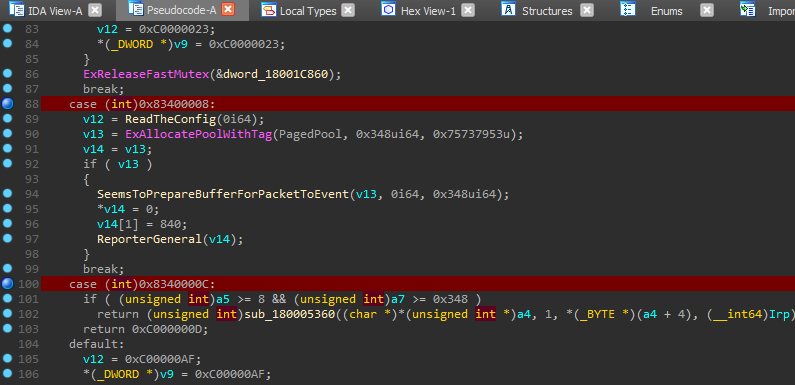 IDA View-A Pseudocode-A Local Types Hex View-1 Structures Enums Impor
83 v12 = 0xC0000023;
84 *(_DWORD *)v9 = 0xC0000023;
85 }
86 ExReleaseFastMutex(&dword_18001C860);
87 break;
88 case (int)0x83400008:
89 v12 = ReadTheConfig(0i64);
90 v13 = ExAllocatePoolWithTag(PagedPool, 0x348ui64, 0x75737953u);
91 v14 = v13;
92 if ( v13 )
93 {
94 SeemsToPrepareBufferForPacketToEvent(v13, 0i64, 0x348ui64);
95 *v14 = 0;
96 v14[1] = 840;
97 ReporterGeneral(v14);
98 }
99 break;
100 case (int)0x8340000C:
101 if ( (unsigned int)a5 >= 8 && (unsigned int)a7 >= 0x348 )
102 return (unsigned int)sub_180005360((char *)*(unsigned int *)a4, 1, *(_BYTE *)(a4 + 4), (__int64)Irp)
103 return 0xC000000D;
104 default:
105 v12 = 0xC00000AF;
106 *(_DWORD *)v9 = 0xC00000AF;